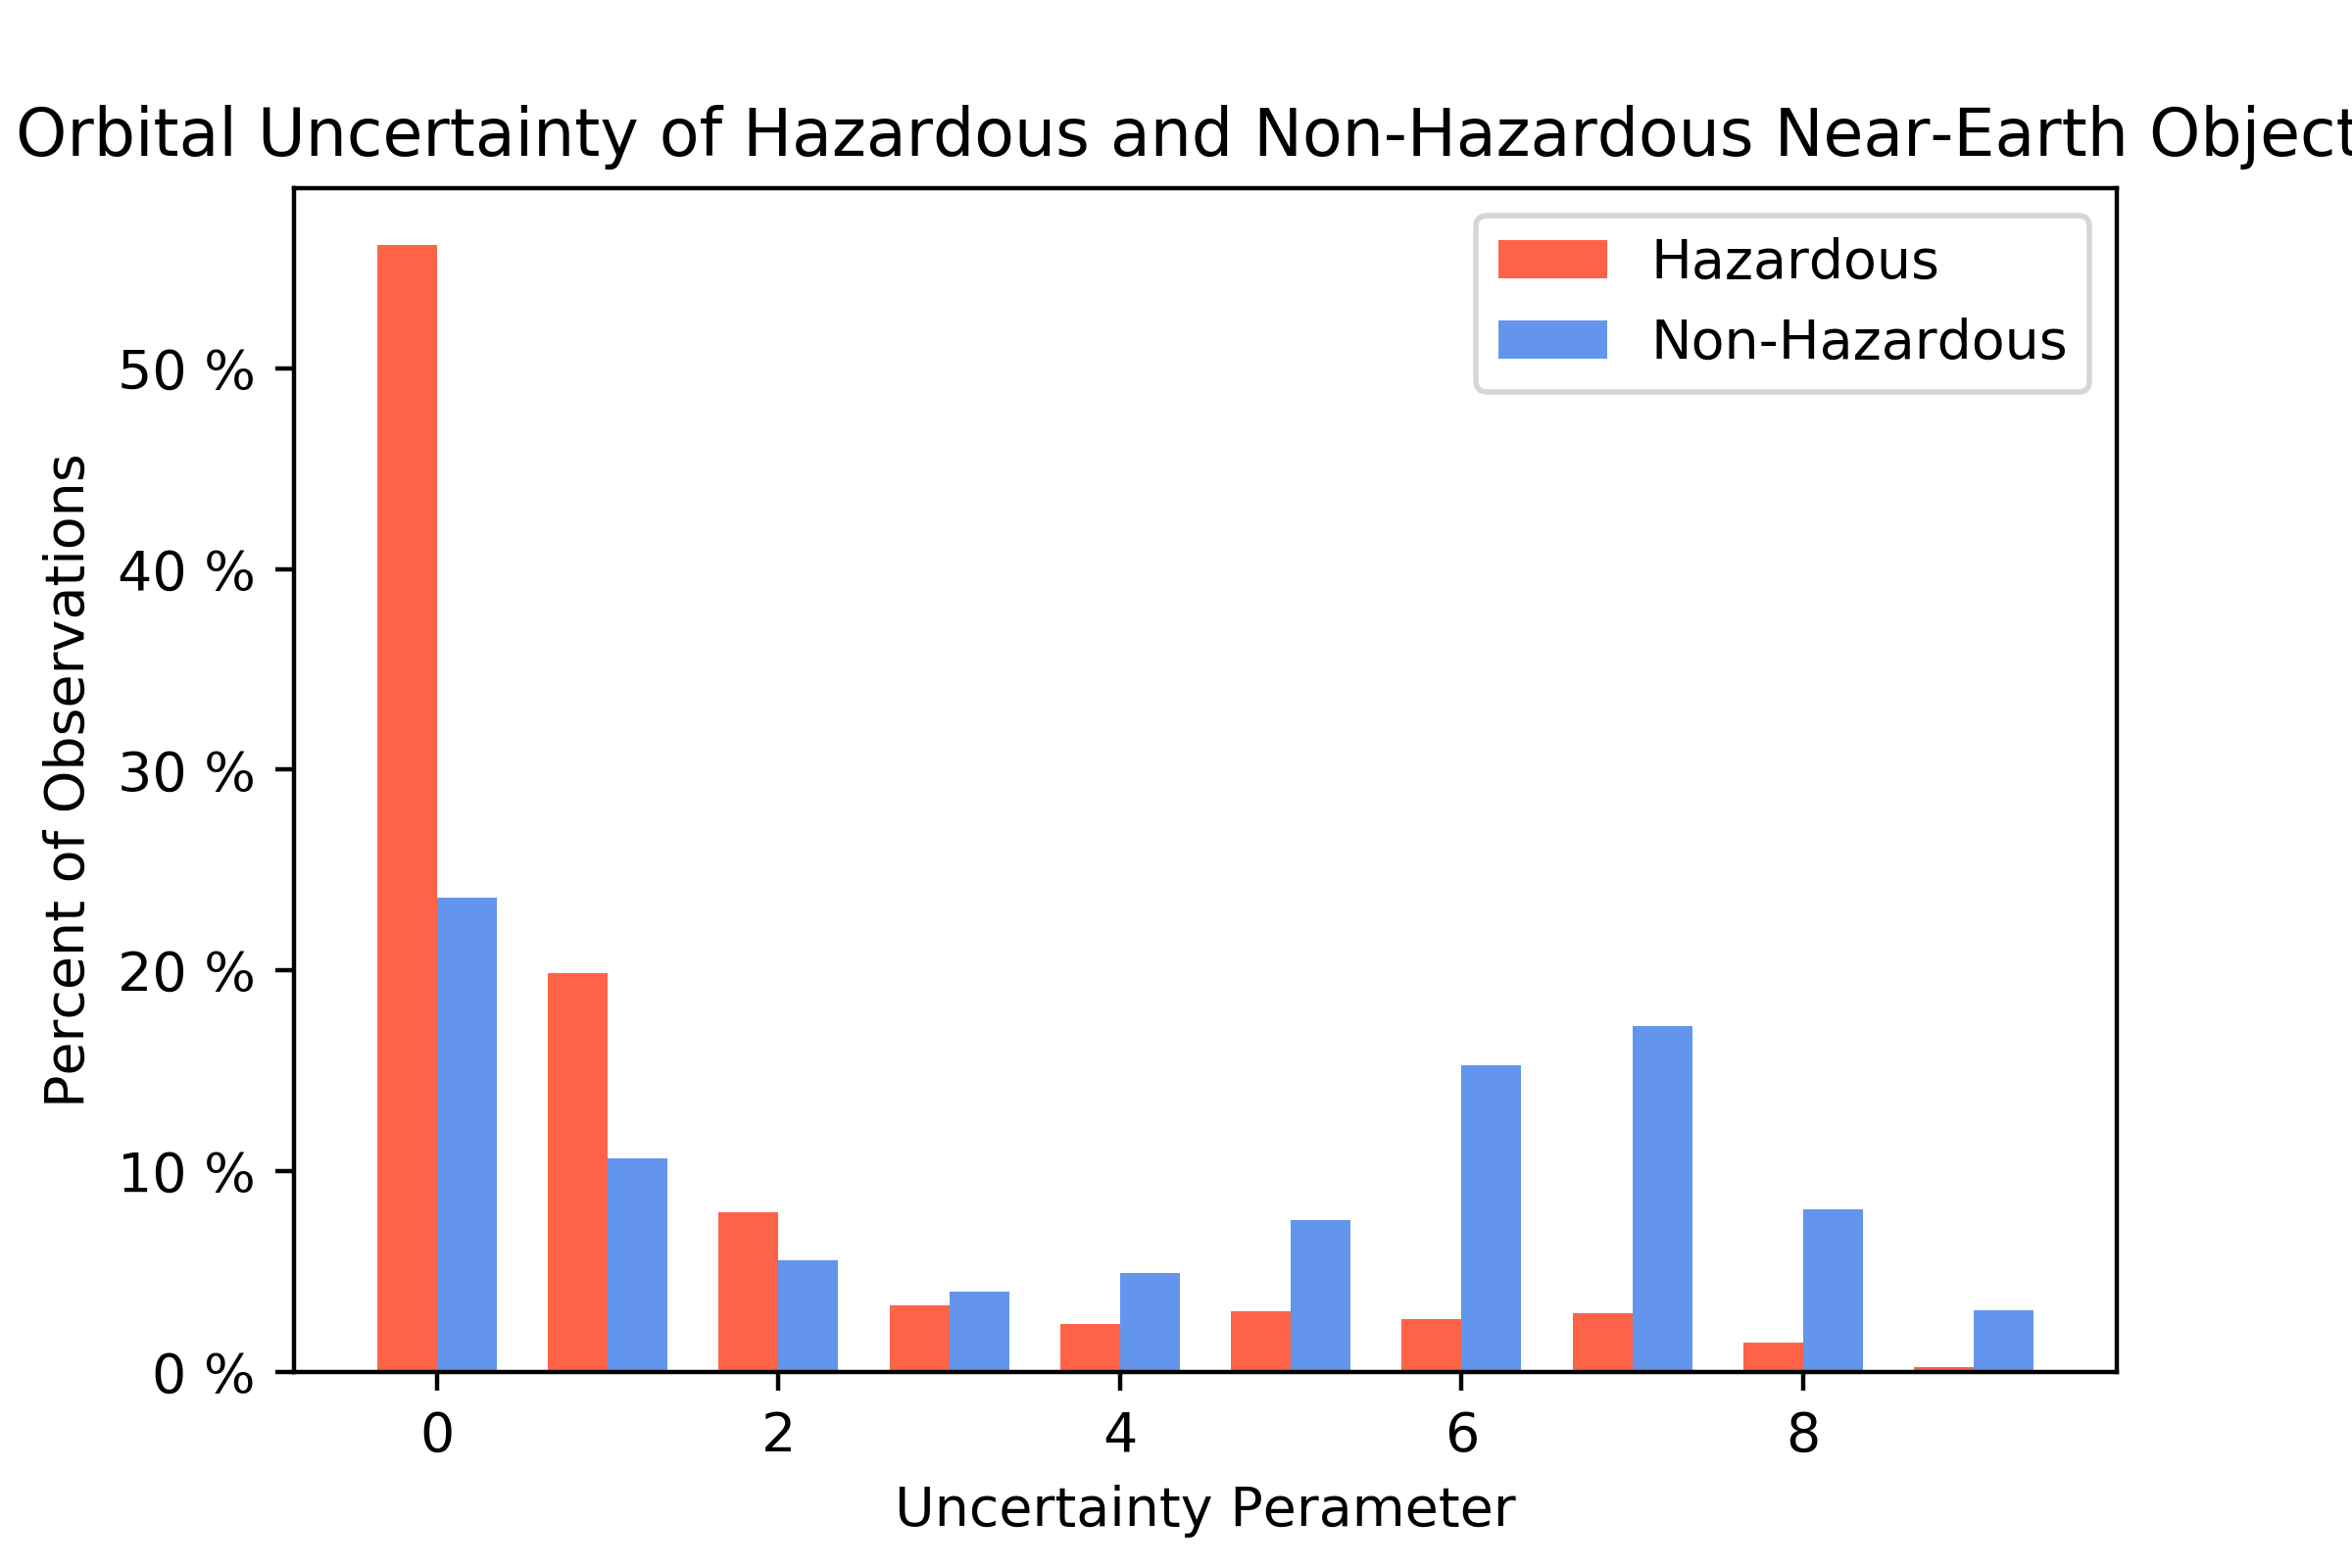 Orbital Uncertainty of Hazardous and Non-Hazardous Near-Earth Object
Hazardous
Non-Hazardous
50 %
40 %
30 %
20 %
10 %
0 %
Percent of Observations
0 2 4 6 8
Uncertainty Perameter